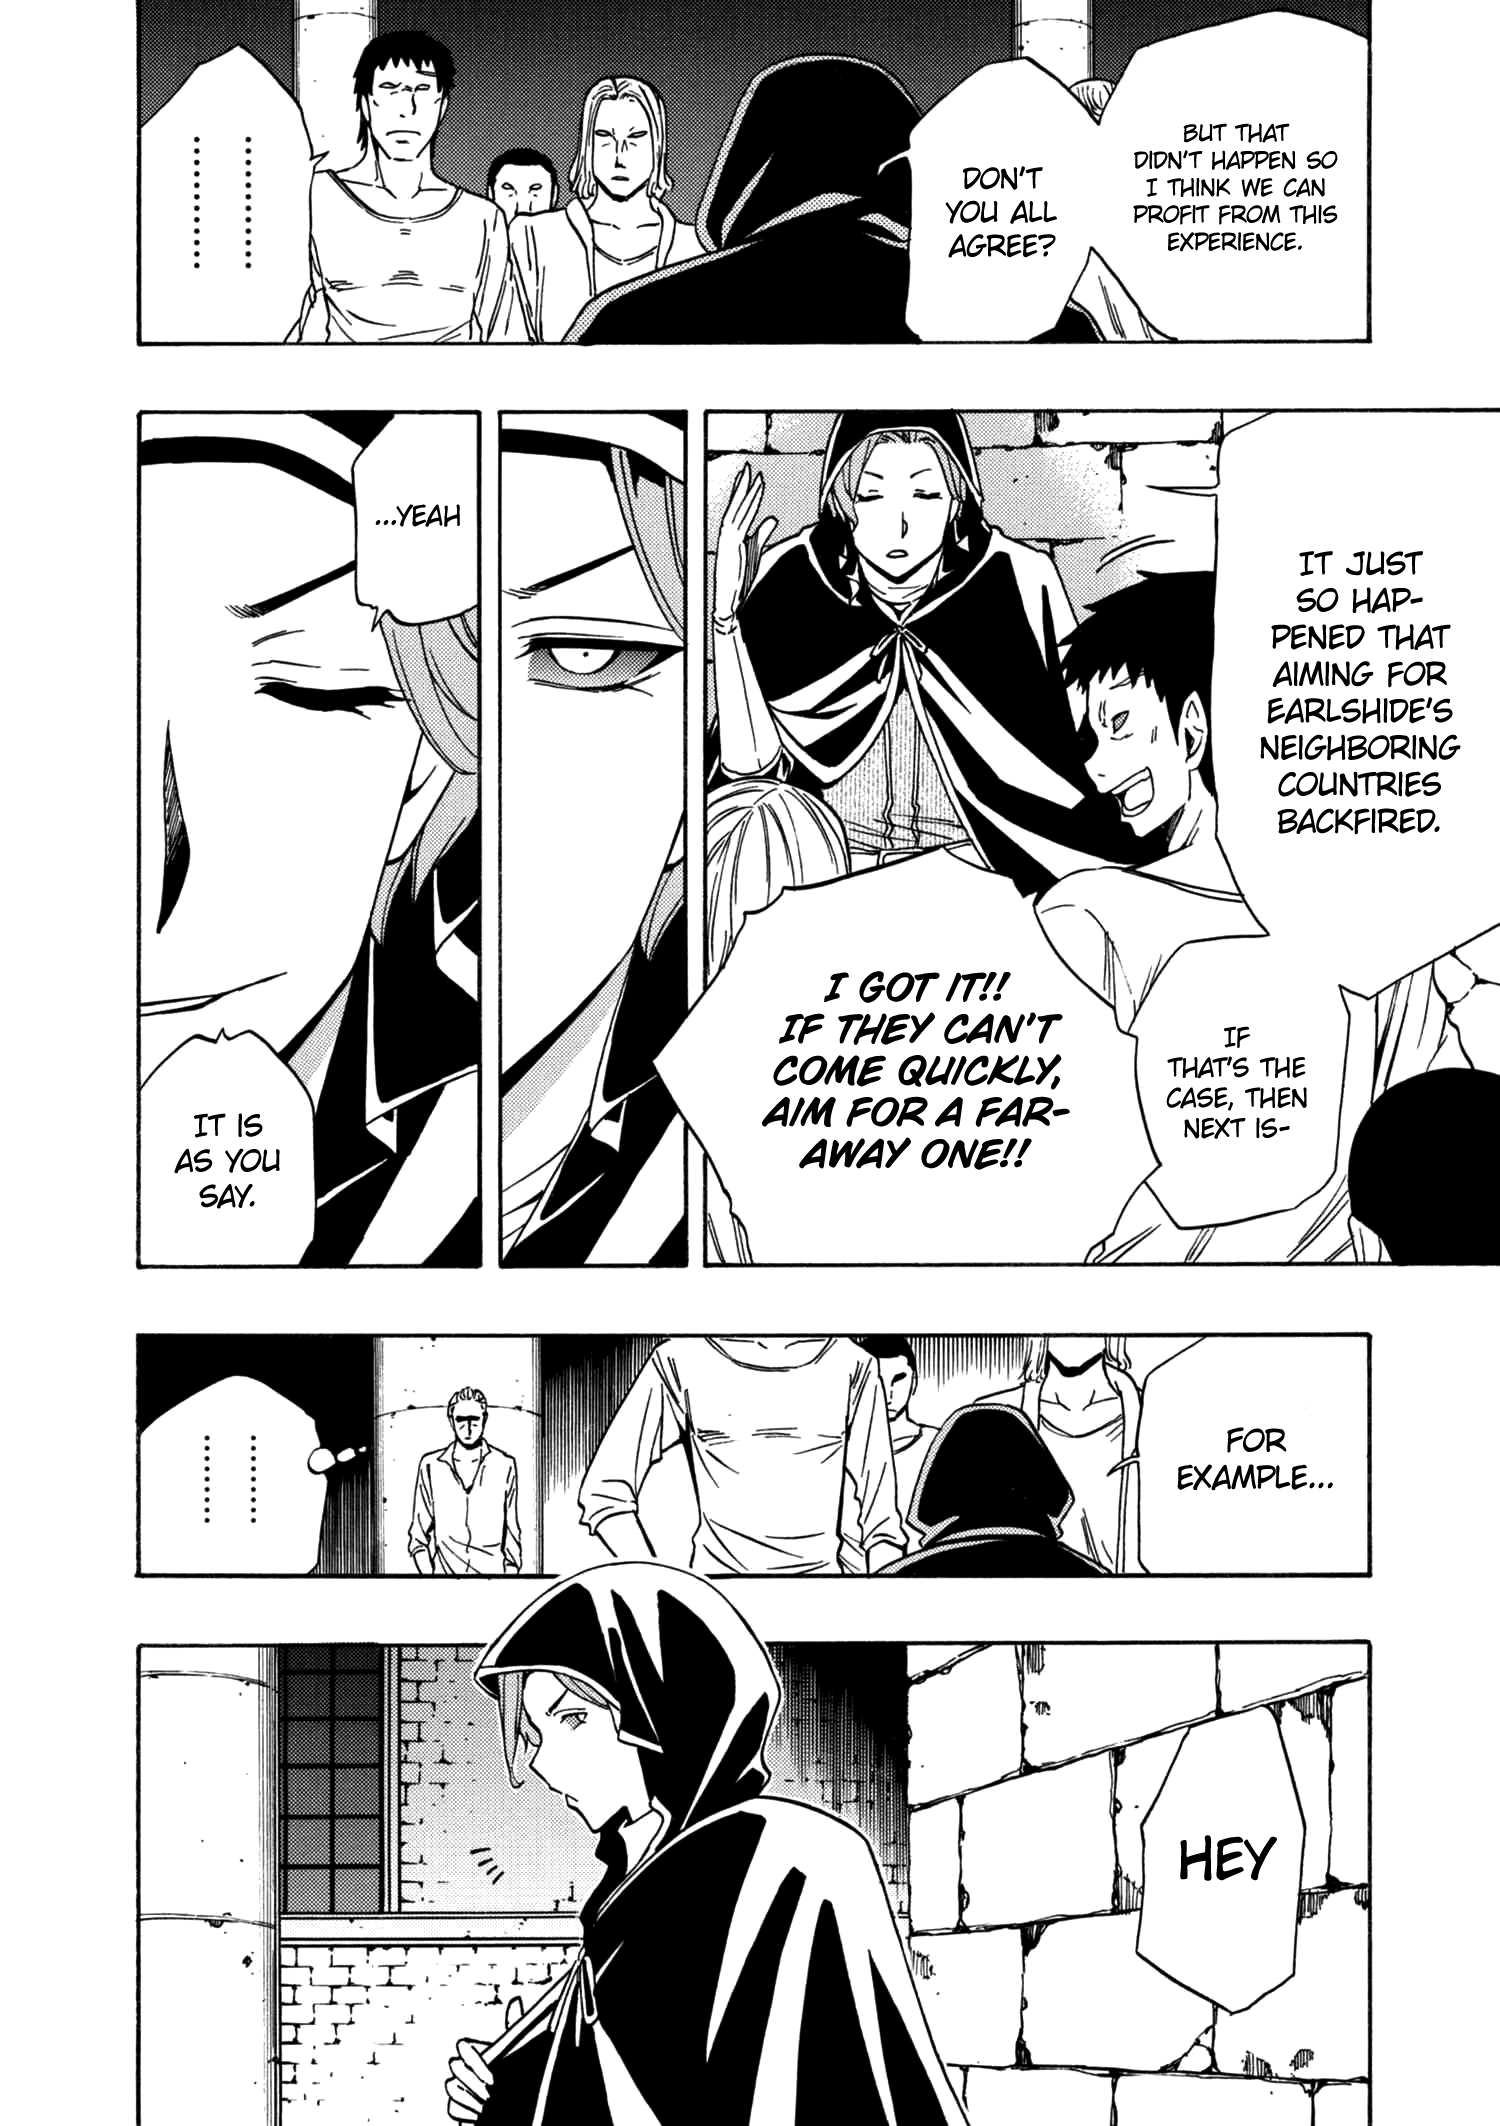 BUT THAT
DIDN'T HAPPEN SO
I THINK WE CAN
PROFIT FROM THIS
EXPERIENCE.
DON'T
YOU ALL
AGREE?
IT JUST
SO HAP-
PENED THAT
AIMING FOR
EARLSHIDE'S
NEIGHBORING
COUNTRIES
BACKFIRED.
IF
THAT'S THE
CASE, THEN
NEXT IS-
I GOT IT!!
IF THEY CAN'T
COME QUICKLY,
AIM FOR A FAR-
AWAY ONE!!
...YEAH
IT IS
AS YOU
SAY.
FOR
EXAMPLE...
HEY